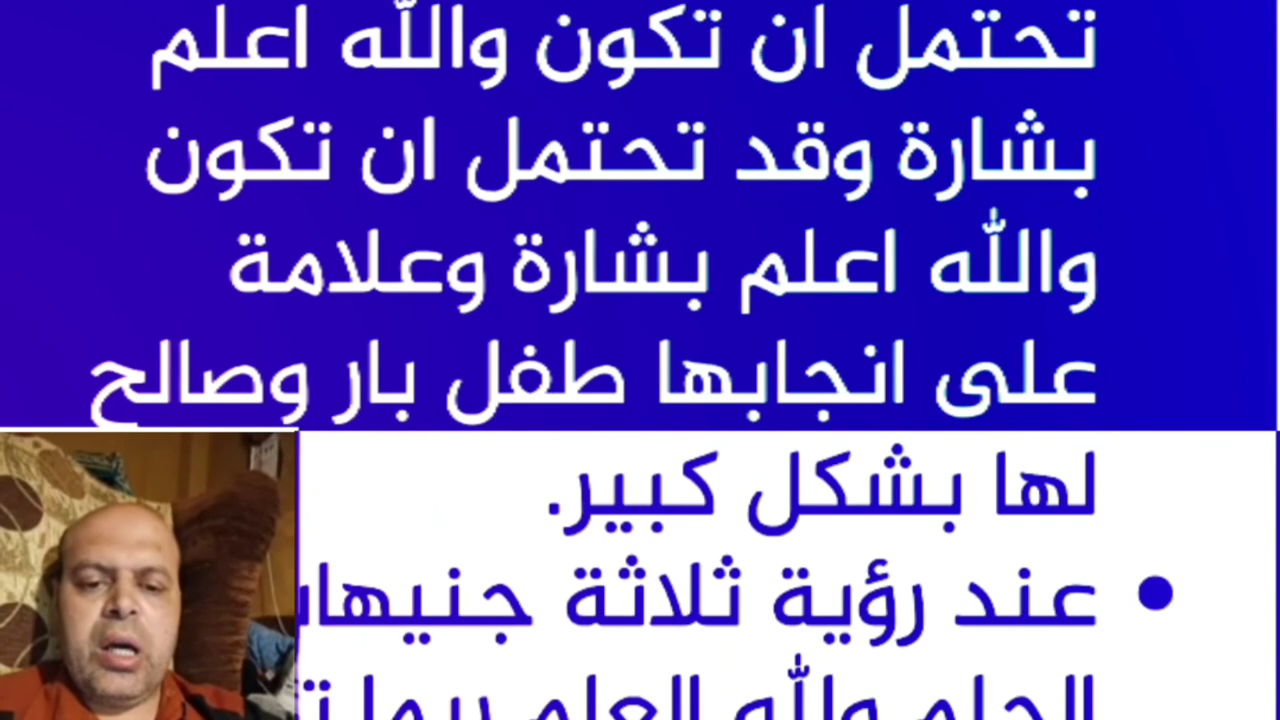 تحتمل ان تكون والله اعلم
بشارة وقد تحتمل ان تكون
والله اعلم بشارة وعلامة
على انجابها طفل بار وصالح
لها بشكل كبير.
• عند رؤية ثلاثة